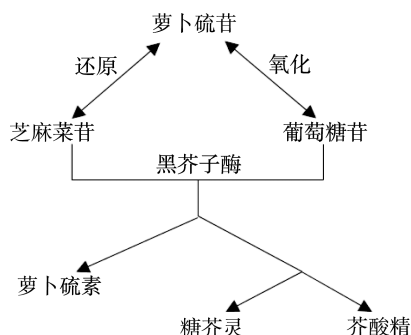 萝卜硫苷
还原
氧化
芝麻菜苷
葡萄糖苷
黑芥子酶
萝卜硫素
糖芥灵
芥酸精